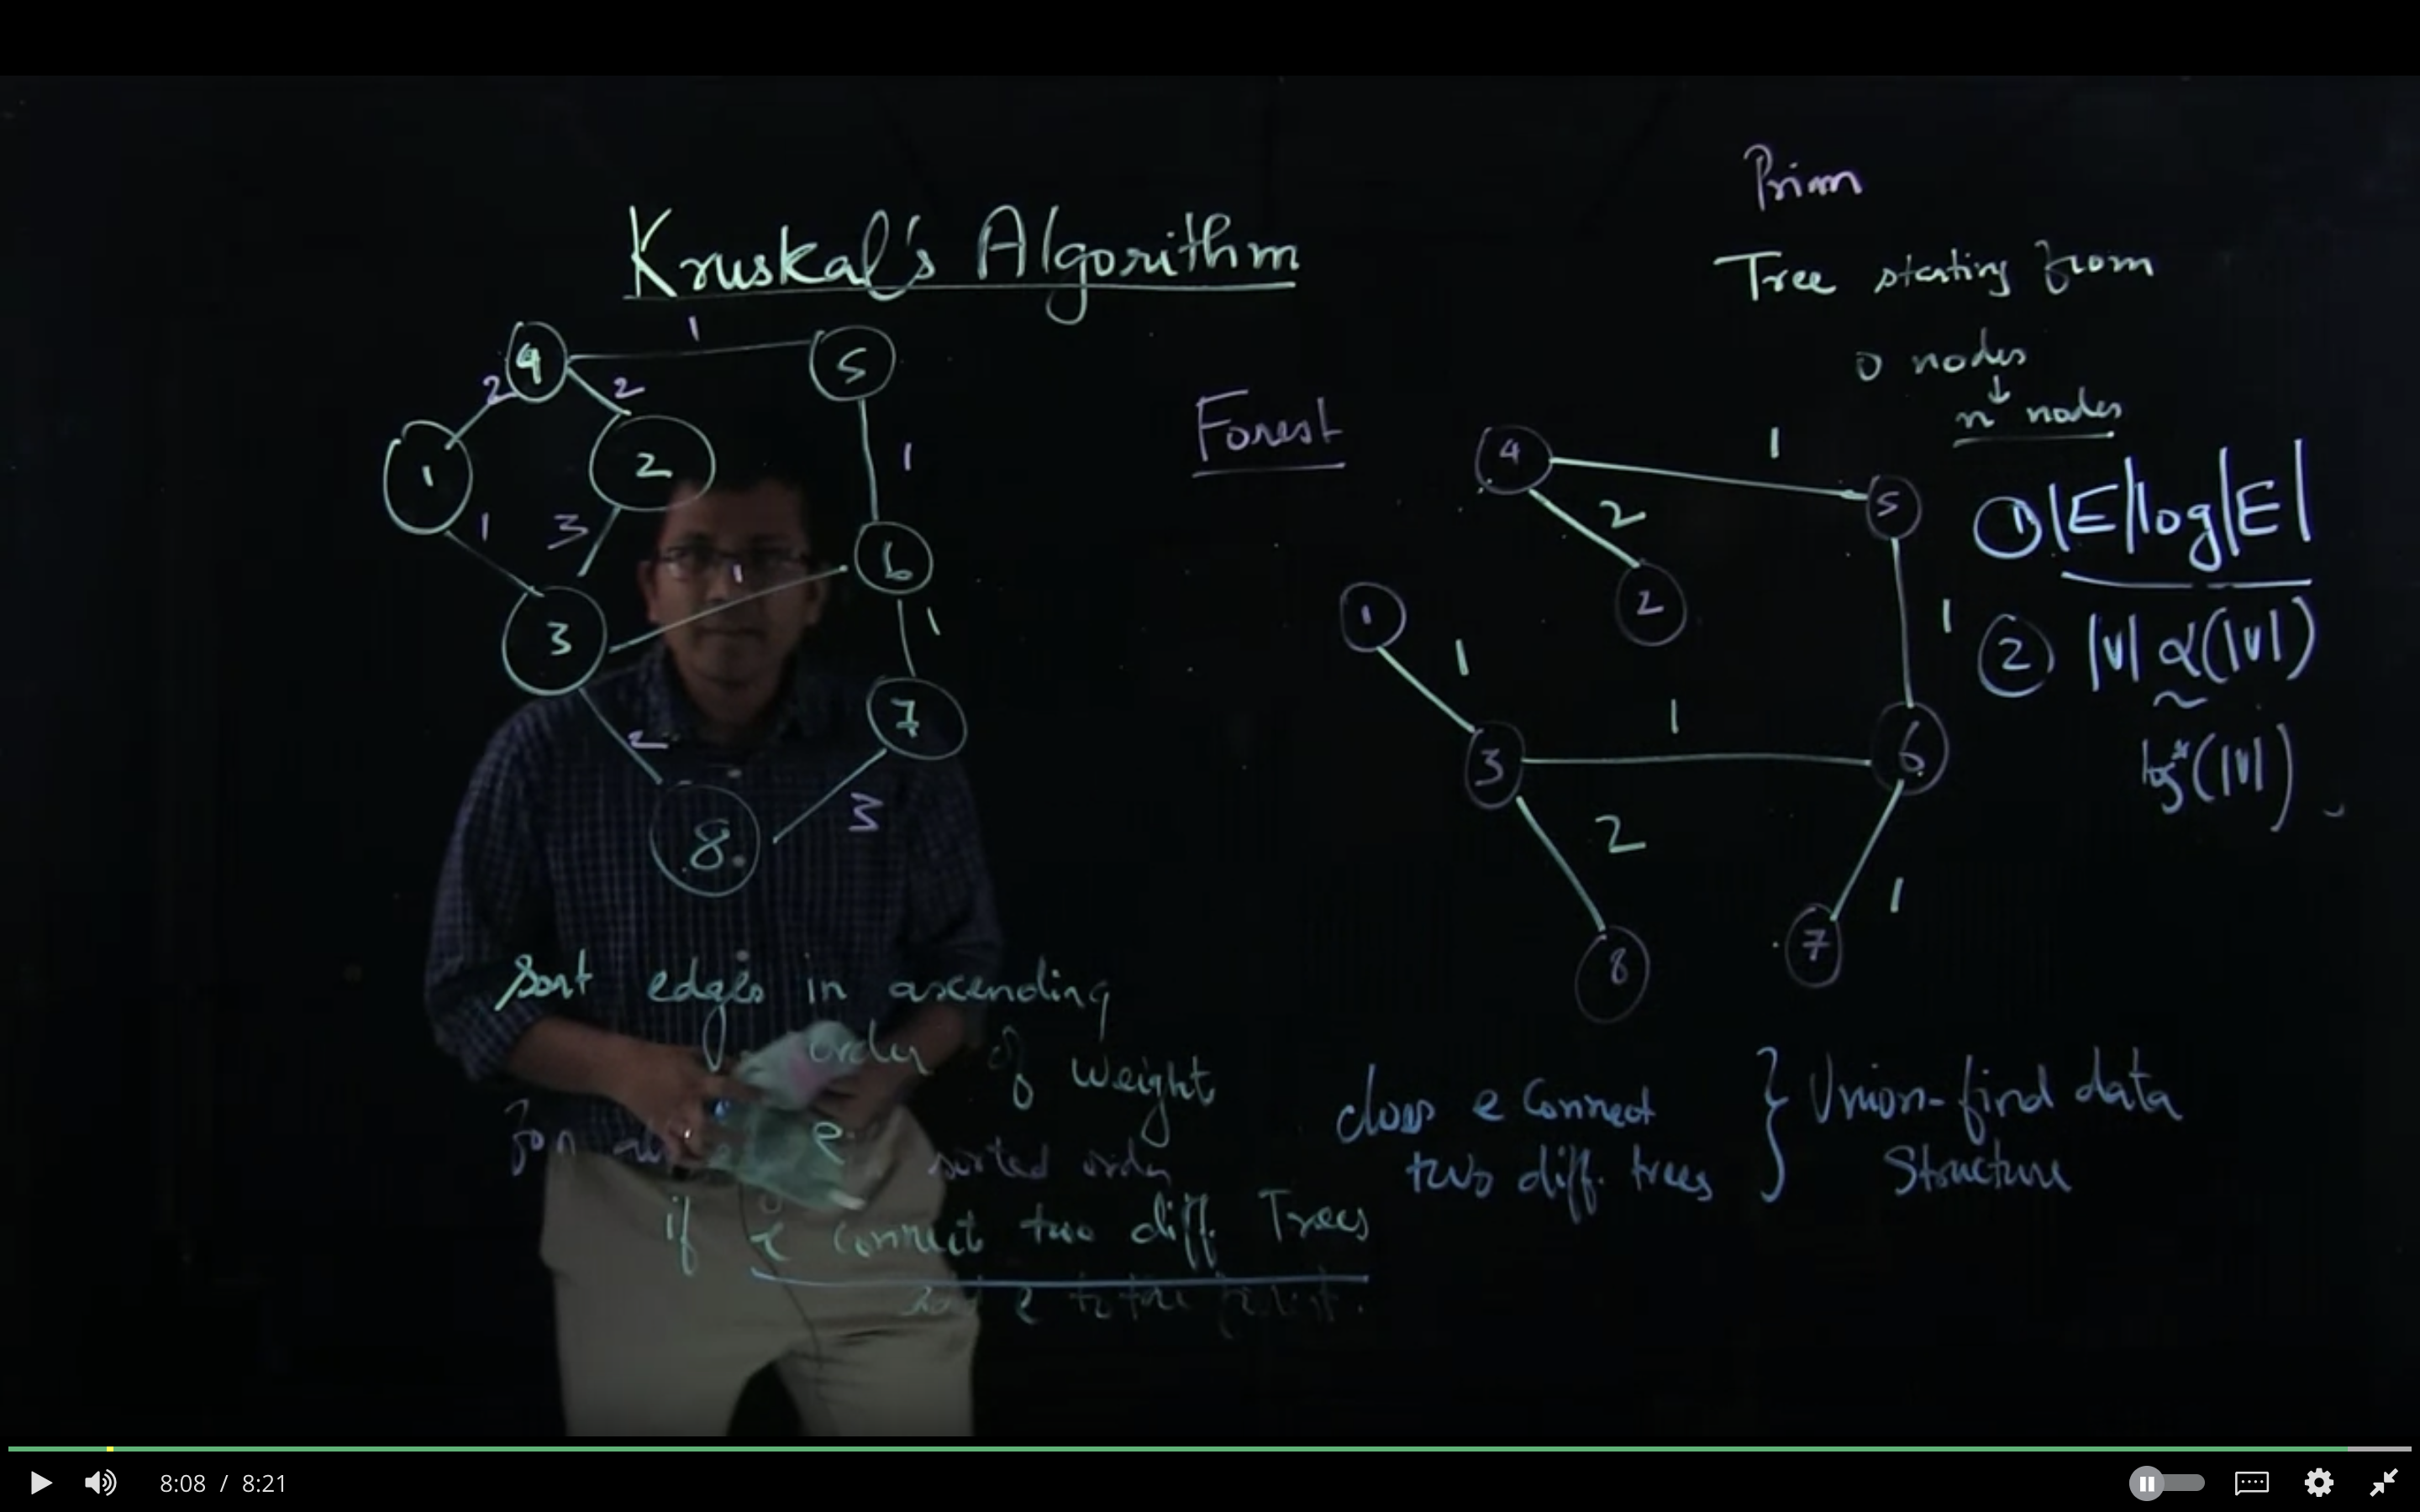 Prim
Kruskal's Algorithm
Tree starting from
0 nodes
↓
n nodes
Forest
4
1
5
2
2
1
2
1
3
1
3
1
6
1
7
2
3
8
4
1
5
2
2
1
1
1
3
1
6
2
1
8
7
① |E|log|E|
② |V| α(|V|)
~
log*(|V|)
Sort edges in ascending
order of weight
for e sorted order
if e connect two diff. Trees
e to the forest.
does e connect
two diff. trees
} Union-find data
Structure
8:08 / 8:21